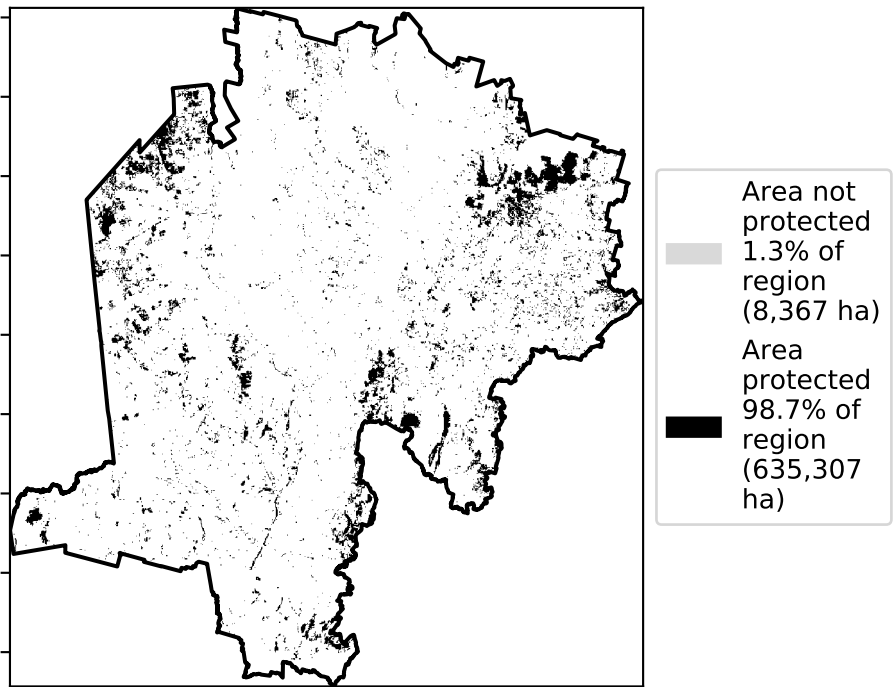 Area not
protected
1.3% of
region
(8,367 ha)
Area
protected
98.7% of
region
(635,307
ha)